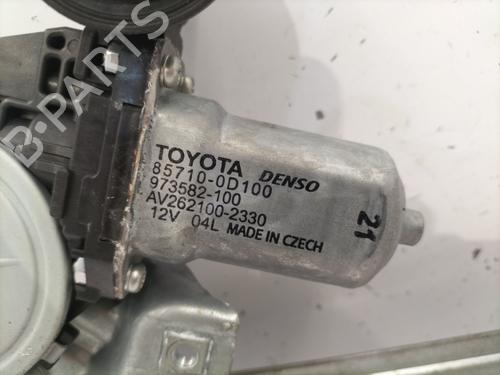 B-PARTS
TOYOTA DENSO
85710-0D100
973582-100
AV262100-2330
12V 04L MADE IN CZECH
21